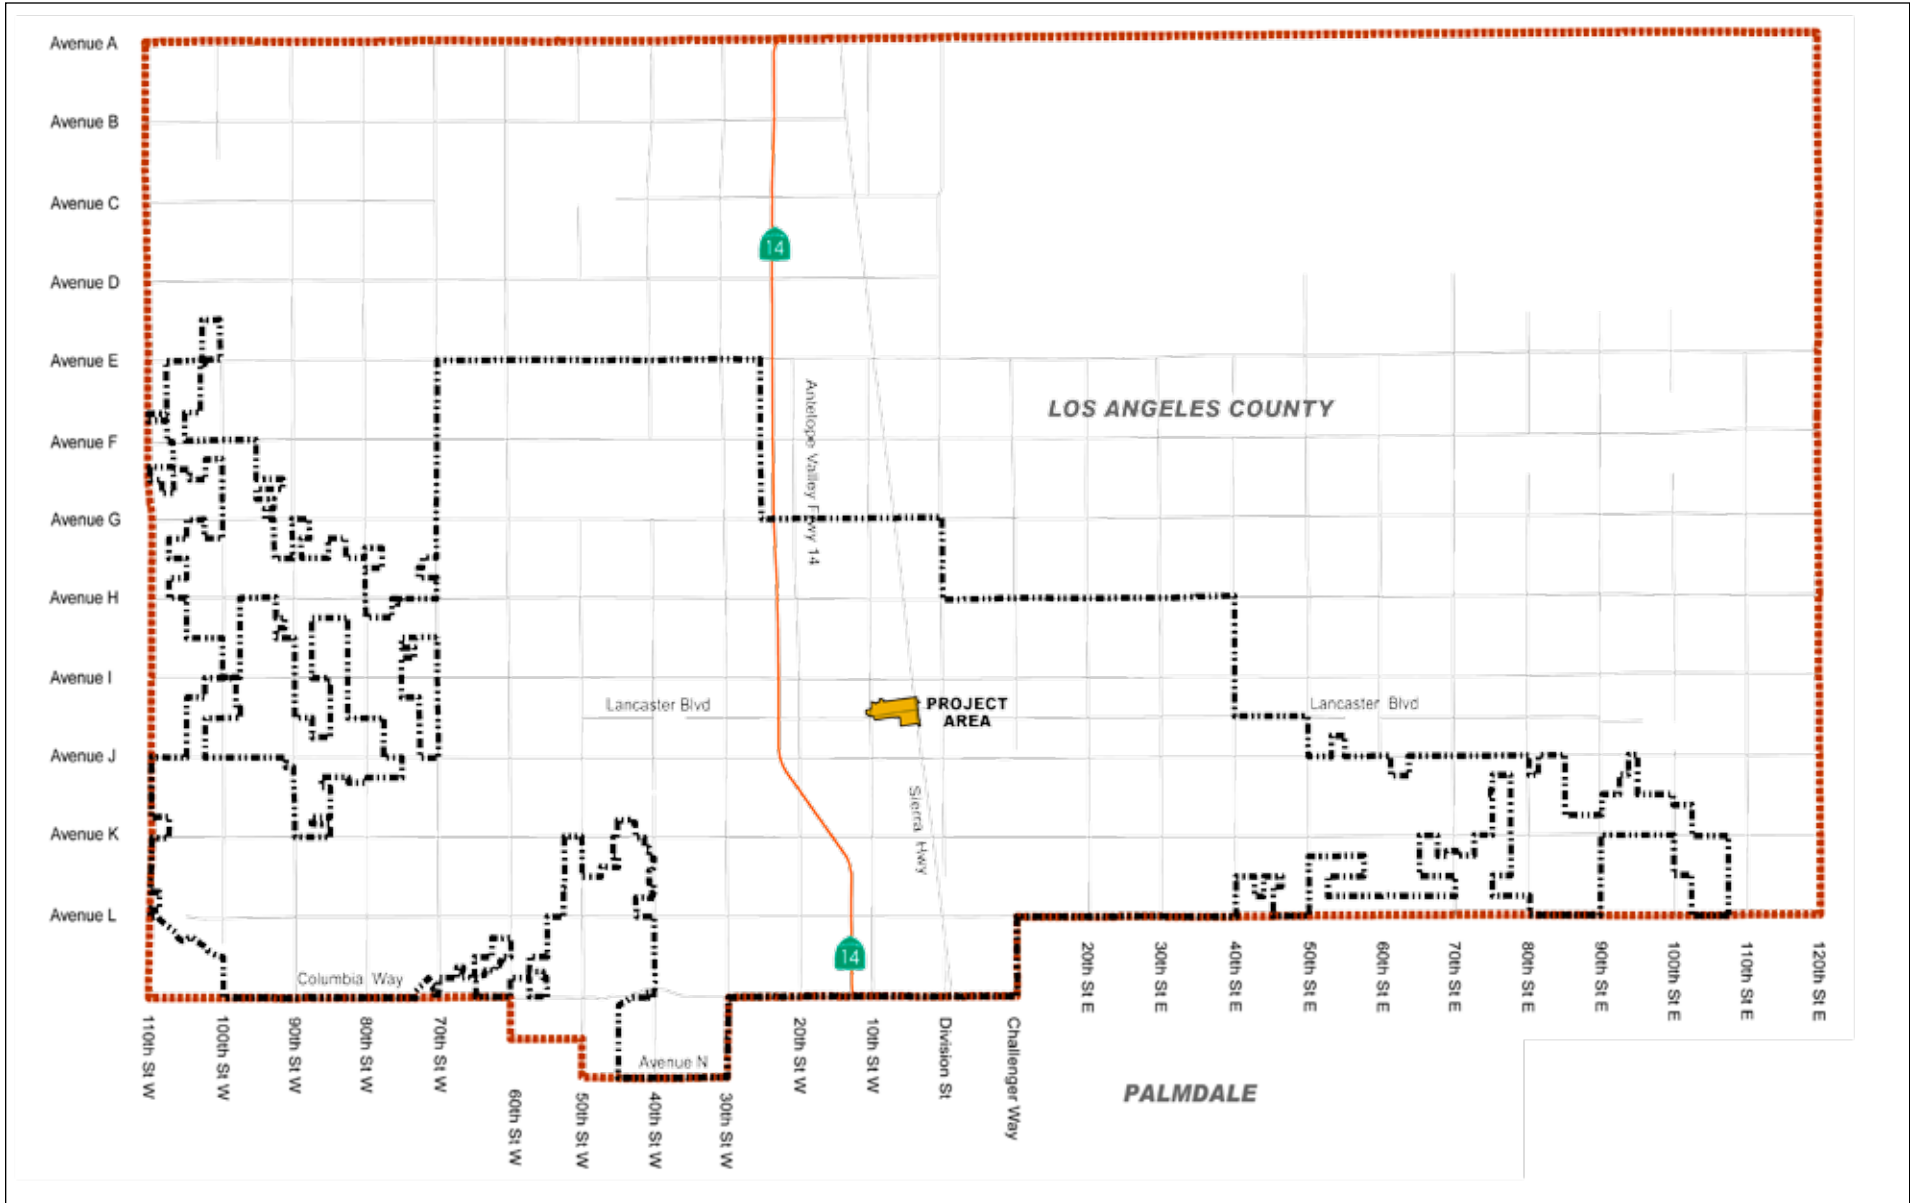 Avenue A
Avenue B
Avenue C
14
Avenue D
Avenue E
Antelope Valley Frwy 14
LOS ANGELES COUNTY
Avenue F
Avenue G
Avenue H
Avenue I
Lancaster Blvd
PROJECT
AREA
Lancaster Blvd
Avenue J
Sierra Hwy
Avenue K
Avenue L
14
Columbia Way
20th St E
30th St E
40th St E
50th St E
60th St E
70th St E
80th St E
90th St E
100th St E
110th St E
120th St E
110th St W
100th St W
90th St W
80th St W
70th St W
60th St W
50th St W
40th St W
30th St W
20th St W
10th St W
Division St
Challenger Way
Avenue N
PALMDALE